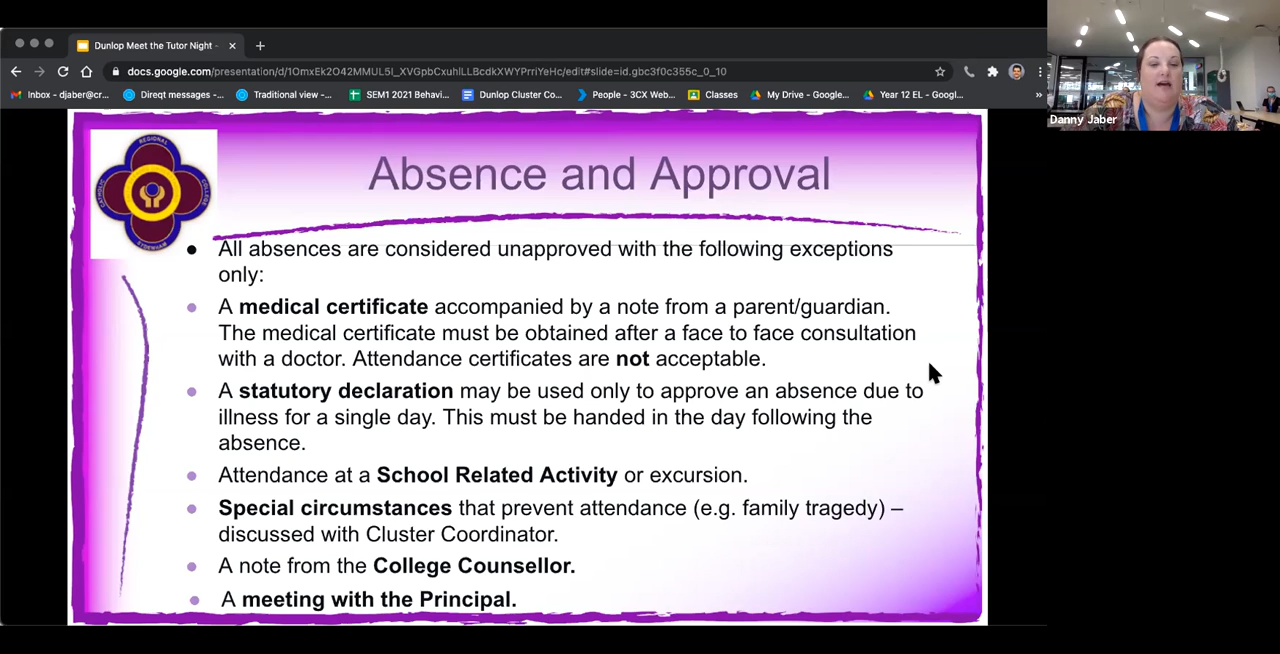 Dunlop Meet the Tutor Night -
docs.google.com/presentation/d/1OmxEk2O42MMUL5l_XVGpbCxuhlLBcdkXWYPrriYeHc/edit#slide=id.gbc3f0c355c_0_10
Inbox - djaber@cr...
Direqt messages -...
Traditional view -...
SEM1 2021 Behavi...
Dunlop Cluster Co...
People - 3CX Web...
Classes
My Drive - Google...
Year 12 EL - Goog...
Danny Jaber
REGIONAL
CATHOLIC
COLLEGE
SYDENHAM
Absence and Approval
All absences are considered unapproved with the following exceptions
only:
A medical certificate accompanied by a note from a parent/guardian.
The medical certificate must be obtained after a face to face consultation
with a doctor. Attendance certificates are not acceptable.
A statutory declaration may be used only to approve an absence due to
illness for a single day. This must be handed in the day following the
absence.
Attendance at a School Related Activity or excursion.
Special circumstances that prevent attendance (e.g. family tragedy) –
discussed with Cluster Coordinator.
A note from the College Counsellor.
A meeting with the Principal.